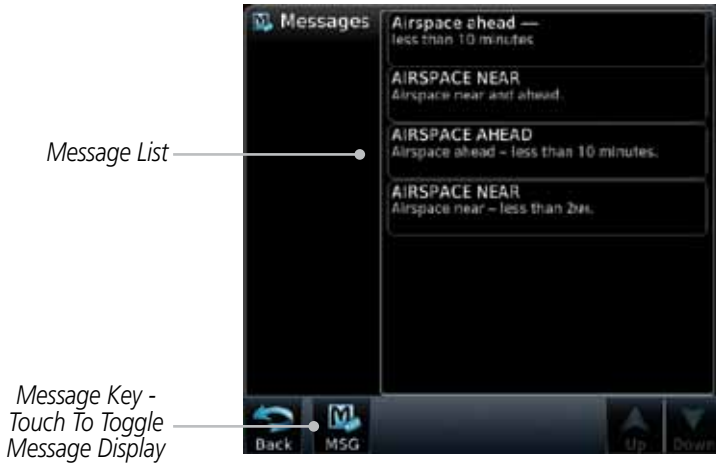 Messages
Airspace ahead —
less than 10 minutes
AIRSPACE NEAR
Airspace near and ahead.
Message List
AIRSPACE AHEAD
Airspace ahead – less than 10 minutes.
AIRSPACE NEAR
Airspace near – less than 2NM.
Message Key -
Touch To Toggle
Message Display
Back
MSG
Up
Down